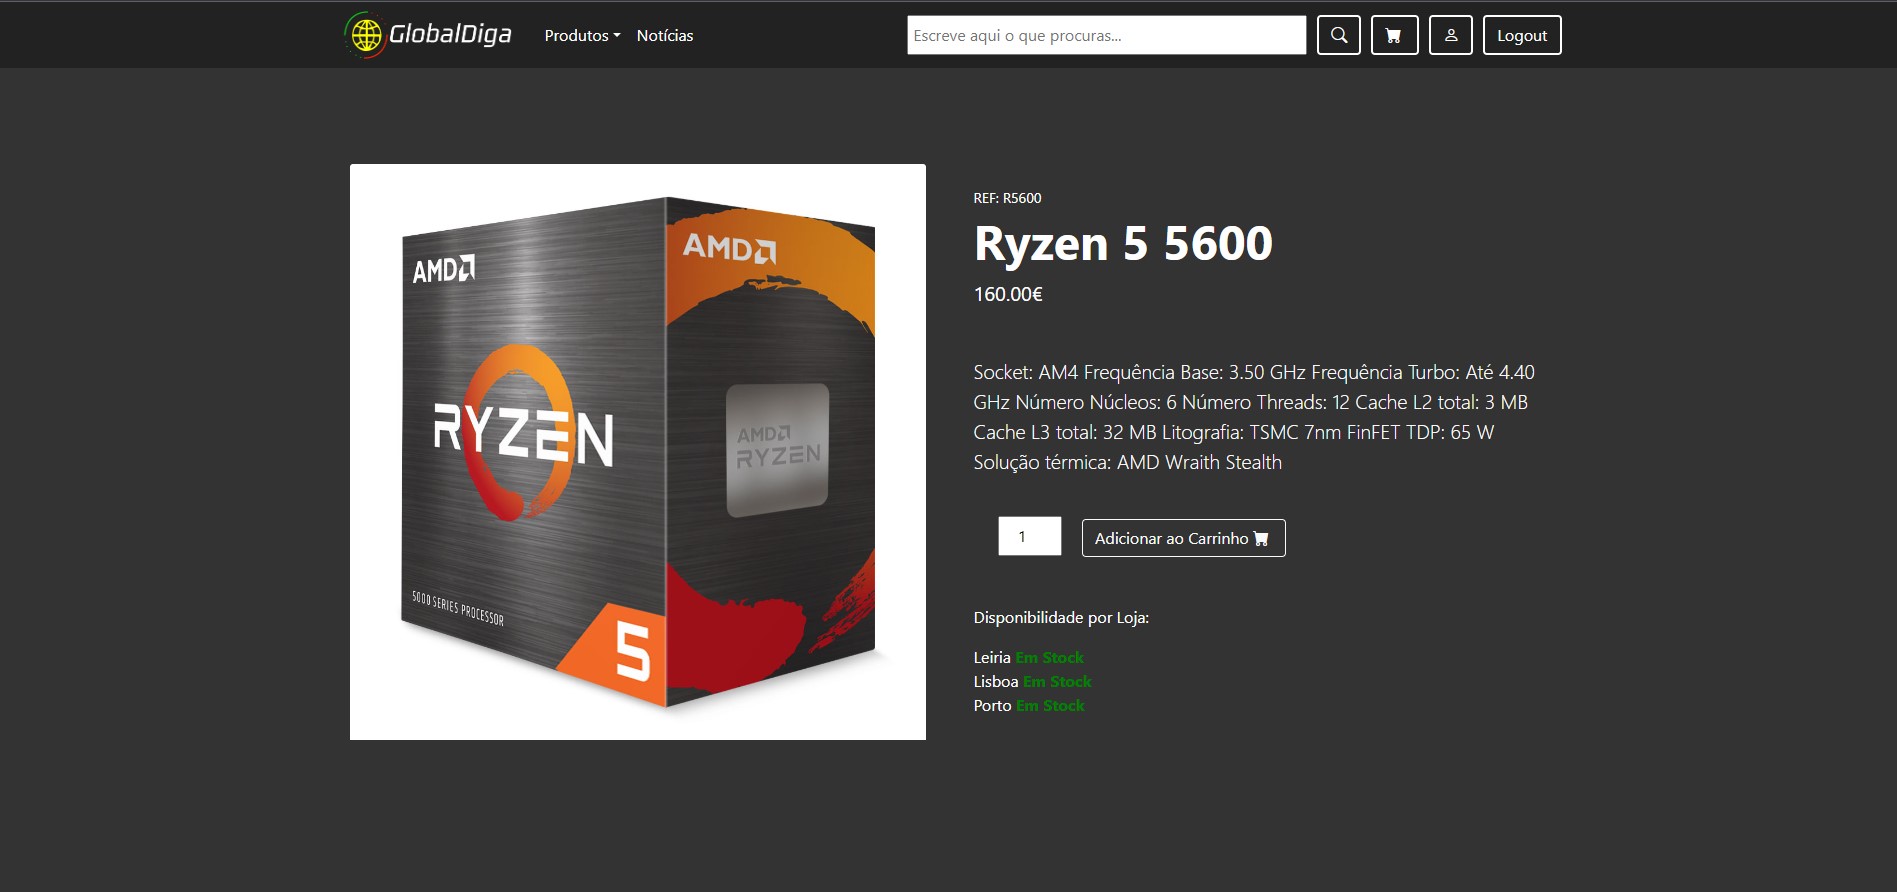 GlobalDiga
Produtos
Notícias
Escreve aqui o que procuras...
Logout
AMD
AMD
RYZEN
AMD
RYZEN
5000 SERIES PROCESSOR
5
REF: R5600
Ryzen 5 5600
160.00€
Socket: AM4 Frequência Base: 3.50 GHz Frequência Turbo: Até 4.40
GHz Número Núcleos: 6 Número Threads: 12 Cache L2 total: 3 MB
Cache L3 total: 32 MB Litografia: TSMC 7nm FinFET TDP: 65 W
Solução térmica: AMD Wraith Stealth
1
Adicionar ao Carrinho
Disponibilidade por Loja:
Leiria Em Stock
Lisboa Em Stock
Porto Em Stock